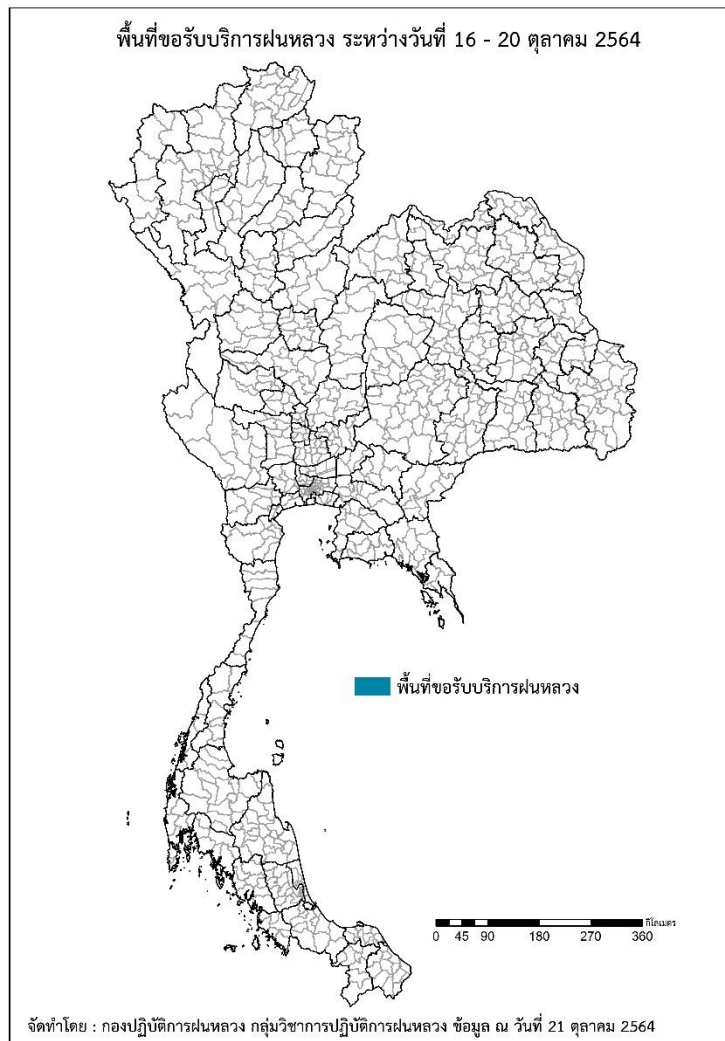 พื้นที่ขอรับบริการฝนหลวง ระหว่างวันที่ 16 - 20 ตุลาคม 2564
พื้นที่ขอรับบริการฝนหลวง
กิโลเมตร
0 45 90 180 270 360
จัดทำโดย : กองปฏิบัติการฝนหลวง กลุ่มวิชาการปฏิบัติการฝนหลวง ข้อมูล ณ วันที่ 21 ตุลาคม 2564